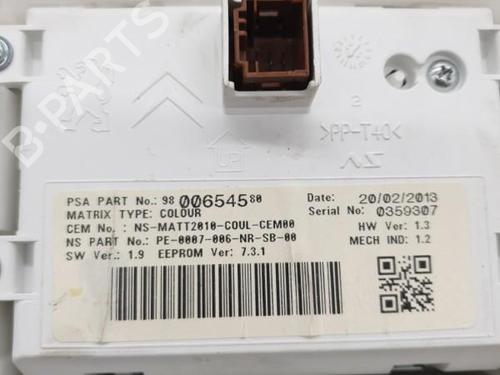 B-PARTS
UP
2
>PP-T40<
PSA PART No.: 98 006545 80
MATRIX TYPE: COLOUR
CEM No.: NS-MATT2010-COUL-CEM00
NS PART No.: PE-0007-006-NR-SB-00
SW Ver.: 1.9 EEPROM Ver.: 7.3.1
Date: 20/02/2013
Serial No: 0359307
HW Ver: 1.3
MECH IND: 1.2